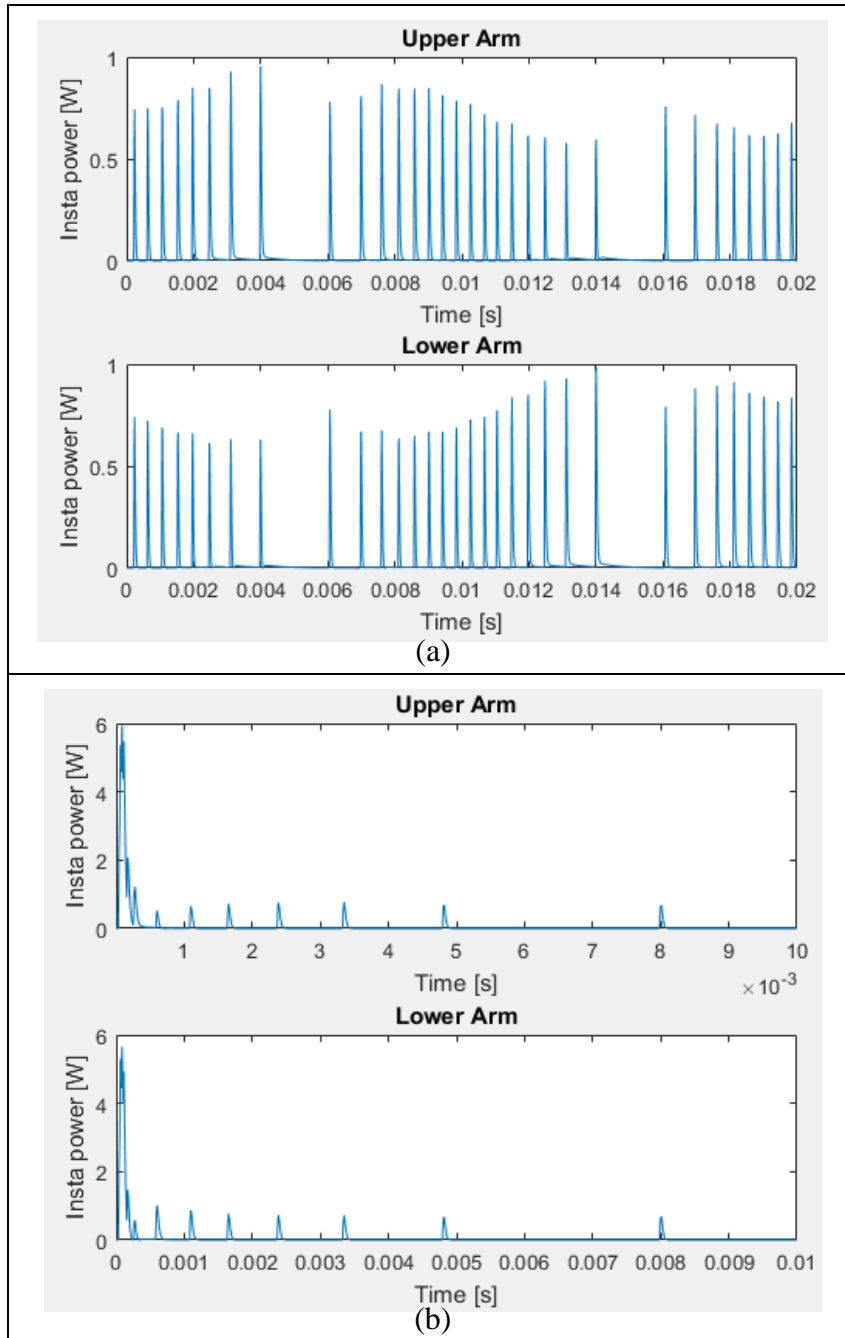 Upper Arm
Insta power [W]
1
0.5
0
0 0.002 0.004 0.006 0.008 0.01 0.012 0.014 0.016 0.018 0.02
Time [s]
Lower Arm
Insta power [W]
1
0.5
0
0 0.002 0.004 0.006 0.008 0.01 0.012 0.014 0.016 0.018 0.02
Time [s]
(a)
Upper Arm
Insta power [W]
6
4
2
0
1 2 3 4 5 6 7 8 9 10
Time [s]
× 10-3
Lower Arm
Insta power [W]
6
4
2
0
0 0.001 0.002 0.003 0.004 0.005 0.006 0.007 0.008 0.009 0.01
Time [s]
(b)